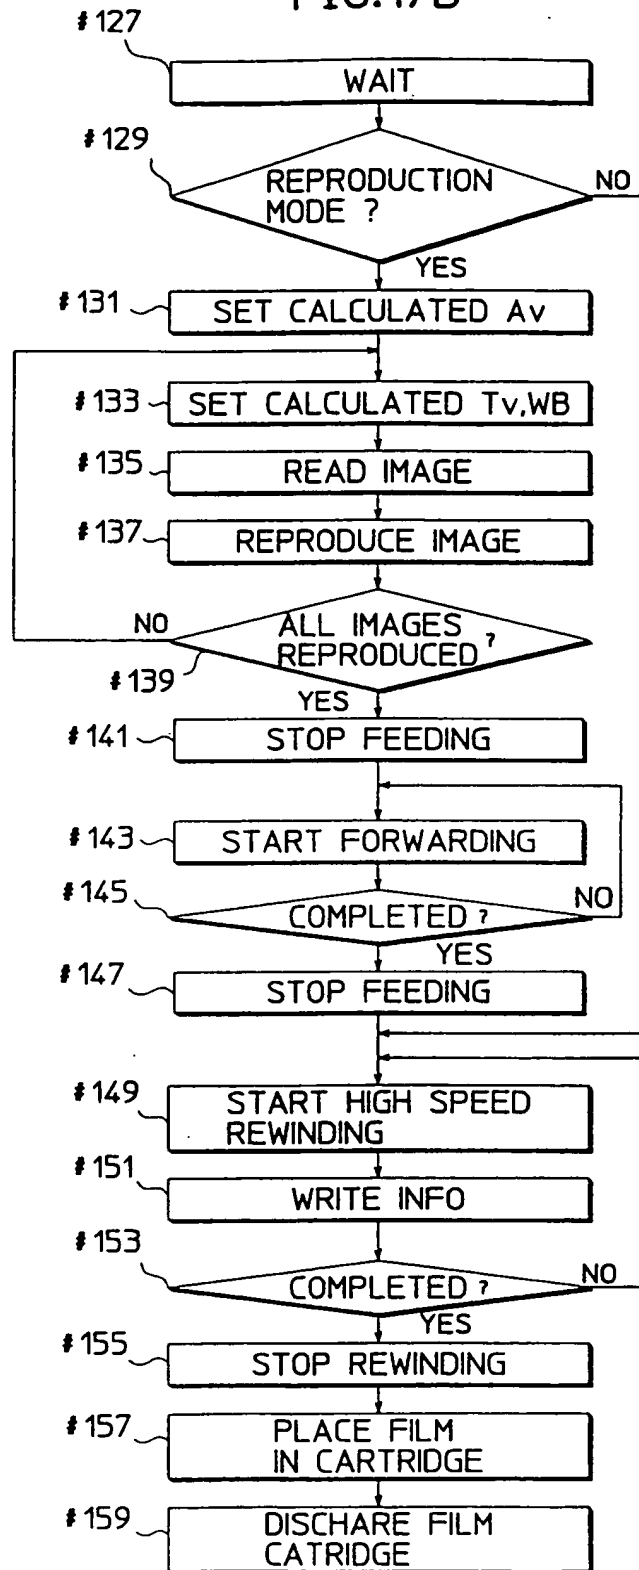 #127
WAIT
#129
REPRODUCTION
MODE ?
NO
YES
#131
SET CALCULATED Av
#133
SET CALCULATED Tv,WB
#135
READ IMAGE
#137
REPRODUCE IMAGE
NO
ALL IMAGES
REPRODUCED ?
#139
YES
#141
STOP FEEDING
#143
START FORWARDING
#145
COMPLETED ?
NO
YES
#147
STOP FEEDING
#149
START HIGH SPEED
REWINDING
#151
WRITE INFO
#153
COMPLETED ?
NO
YES
#155
STOP REWINDING
#157
PLACE FILM
IN CARTRIDGE
#159
DISCHARE FILM
CATRIDGE